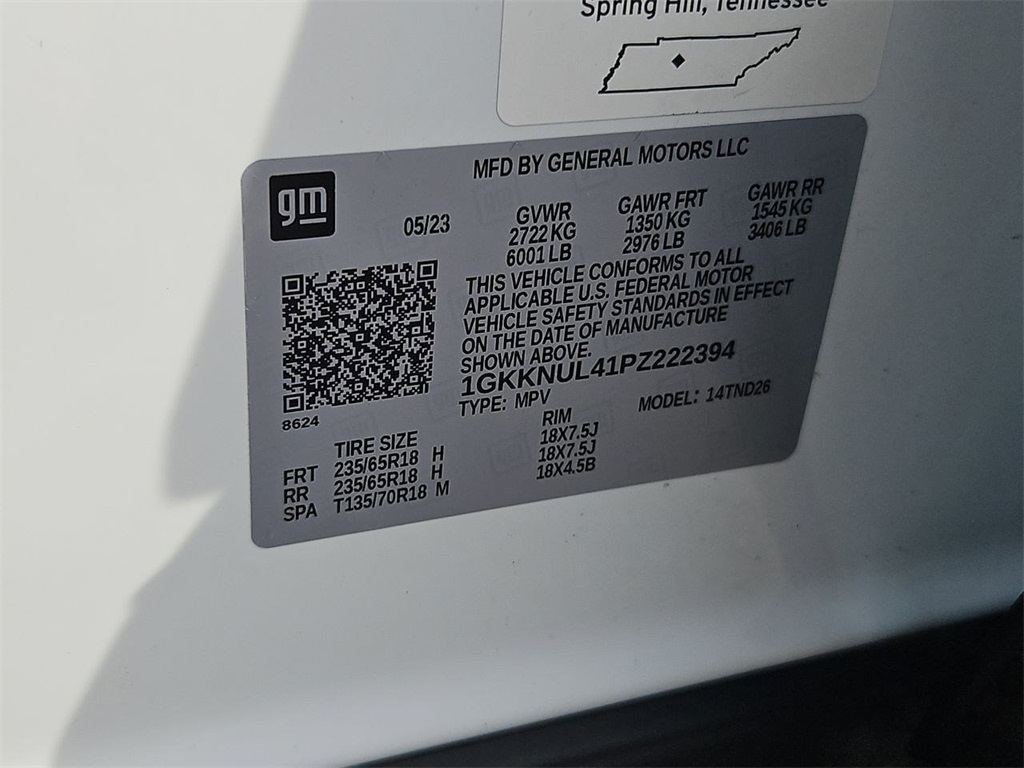 Spring Hill, Tennessee
MFD BY GENERAL MOTORS LLC
gm
05/23
GVWR GAWR FRT GAWR RR
2722 KG 1350 KG 1545 KG
6001 LB 2976 LB 3406 LB
THIS VEHICLE CONFORMS TO ALL
APPLICABLE U.S. FEDERAL MOTOR
VEHICLE SAFETY STANDARDS IN EFFECT
ON THE DATE OF MANUFACTURE
SHOWN ABOVE.
1GKKNUL41PZ222394
TYPE: MPV MODEL: 14TND26
8624
TIRE SIZE RIM
FRT 235/65R18 H 18X7.5J
RR 235/65R18 H 18X7.5J
SPA T135/70R18 M 18X4.5B